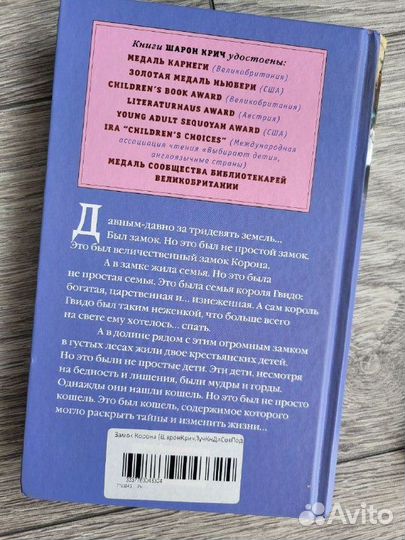 Книги ШАРОН КРИЧ удостоены:
МЕДАЛЬ КАРНЕГИ (Великобритания)
ЗОЛОТАЯ МЕДАЛЬ НЬЮБЕРИ (США)
CHILDREN'S BOOK AWARD (Великобритания)
LITERATURHAUS AWARD (Австрия)
YOUNG ADULT SEQUOYAN AWARD (США)
IRA "CHILDREN'S CHOICES" (Международная
ассоциация чтения «Выбирают дети»,
англоязычные страны)
МЕДАЛЬ СООБЩЕСТВА БИБЛИОТЕКАРЕЙ
ВЕЛИКОБРИТАНИИ
Давным-давно за тридевять земель...
Был замок. Но это был не простой замок.
Это был величественный замок Корона.
А в замке жила семья. Но это была
не простая семья. Это была семья короля Гвидо:
богатая, царственная и... изнеженная. А сам король
Гвидо был таким неженкой, что больше всего
на свете ему хотелось... спать.
А в долине рядом с этим огромным замком
в густых лесах жили двое крестьянских детей.
Но это были не простые дети. Эти дети, несмотря
на бедность и лишения, были мудры и горды.
Однажды они нашли кошель. Но это был не просто
кошель. Это был кошель, содержимое которого
могло раскрыть тайны и изменить жизни...
Замок Корона (ШаронКричЛучКнДлСовПод
Avito